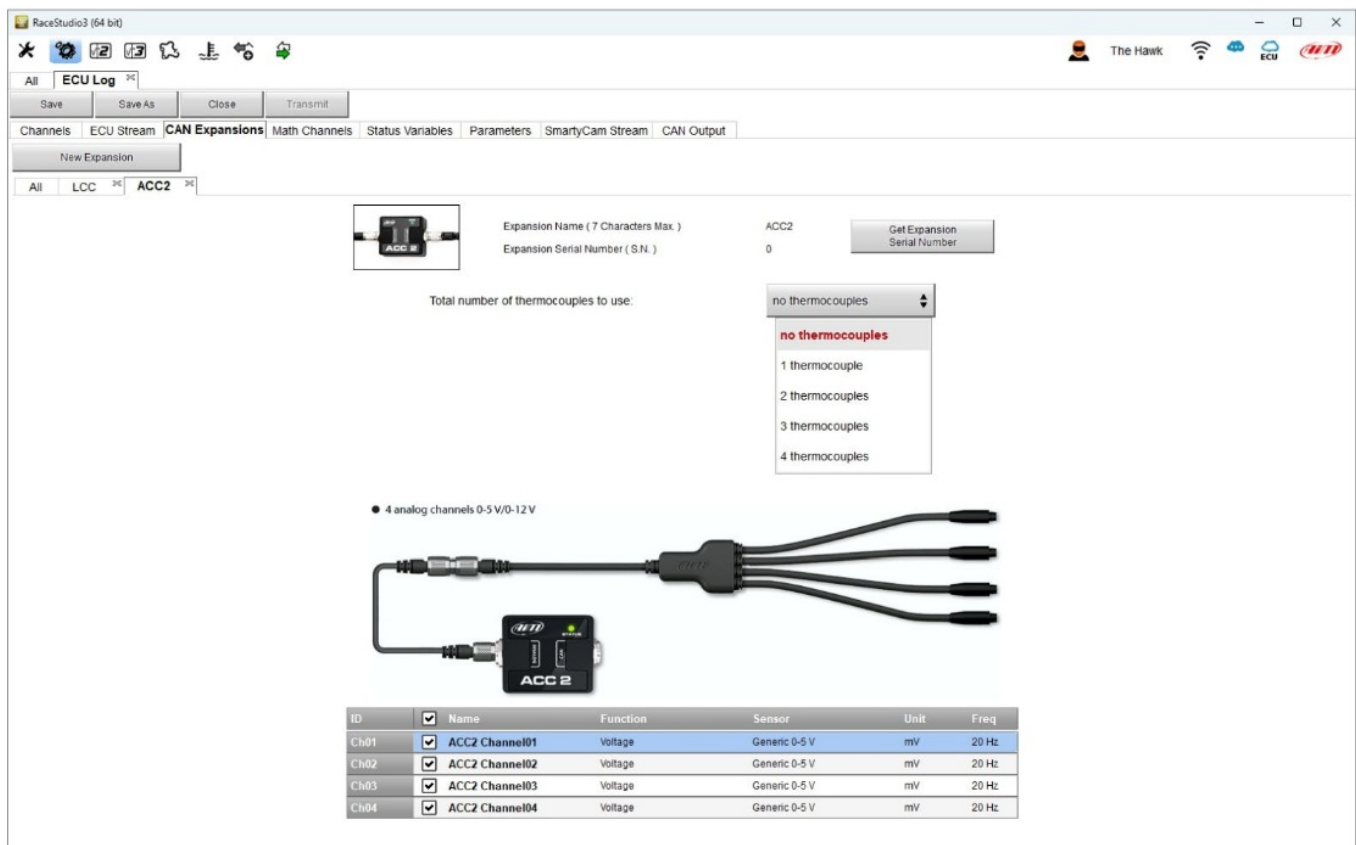 RaceStudio3 (64 bit)
The Hawk
ECU
AiM
All ECU Log
Save Save As Close Transmit
Channels ECU Stream CAN Expansions Math Channels Status Variables Parameters SmartyCam Stream CAN Output
New Expansion
All LCC ACC2
ACC 2
Expansion Name ( 7 Characters Max. ) ACC2
Expansion Serial Number ( S.N. ) 0
Get Expansion
Serial Number
Total number of thermocouples to use: no thermocouples
no thermocouples
1 thermocouple
2 thermocouples
3 thermocouples
4 thermocouples
● 4 analog channels 0-5 V/0-12 V
AiM
AiM
STATUS
CAN
ACC 2
ID Name Function Sensor Unit Freq
Ch01 ACC2 Channel01 Voltage Generic 0-5 V mV 20 Hz
Ch02 ACC2 Channel02 Voltage Generic 0-5 V mV 20 Hz
Ch03 ACC2 Channel03 Voltage Generic 0-5 V mV 20 Hz
Ch04 ACC2 Channel04 Voltage Generic 0-5 V mV 20 Hz